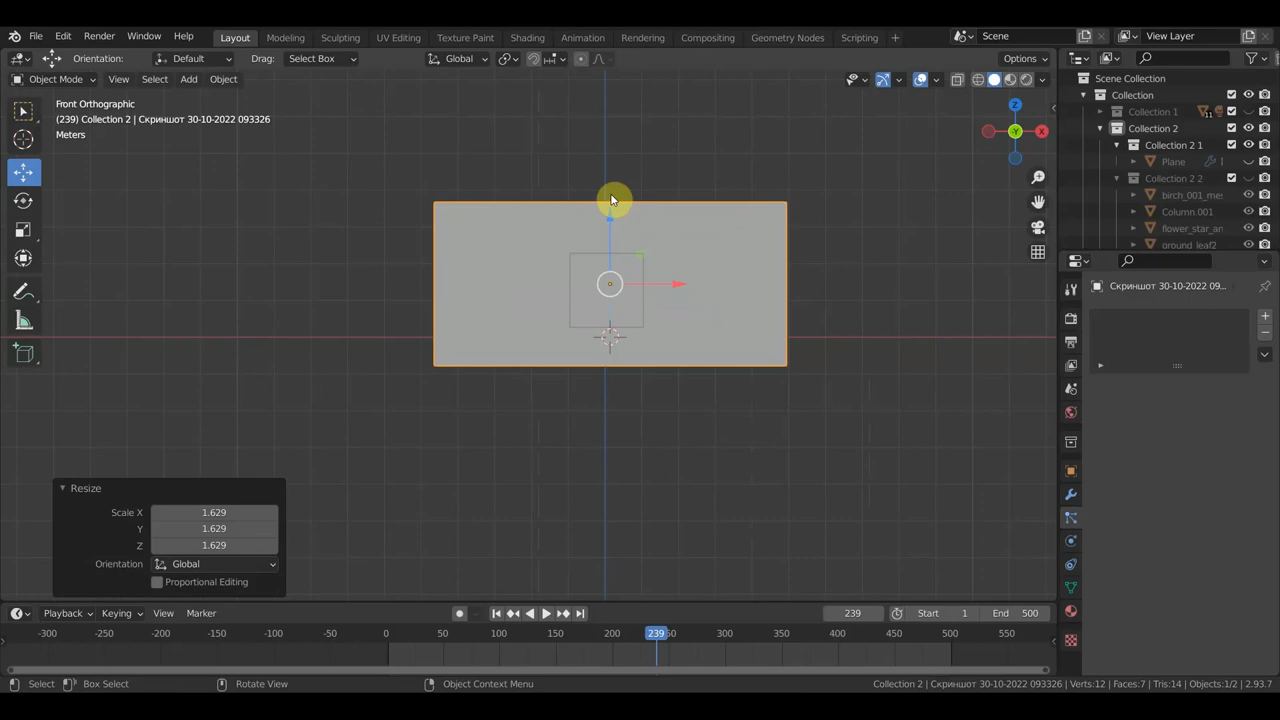 File Edit Render Window Help Layout Modeling Sculpting UV Editing Texture Paint Shading Animation Rendering Compositing Geometry Nodes Scripting + Scene View Layer
Orientation: Default Drag: Select Box Global Options
Object Mode View Select Add Object
Scene Collection
Collection
Collection 1 11
Collection 2
Collection 2 1
Plane
Collection 2 2
birch_001_mes
Column.001
flower_star_an
ground leaf2
Front Orthographic
(239) Collection 2 | Скриншот 30-10-2022 093326
Meters
Z
-Y
X
Скриншот 30-10-2022 09...
Resize
Scale X 1.629
Y 1.629
Z 1.629
Orientation Global
Proportional Editing
Playback Keying View Marker 239 Start 1 End 500
-300 -250 -200 -150 -100 -50 0 50 100 150 200 239 50 300 350 400 450 500 550
Select Box Select Rotate View Object Context Menu Collection 2 | Скриншот 30-10-2022 093326 | Verts:12 | Faces:7 | Tris:14 | Objects:1/2 | 2.93.7